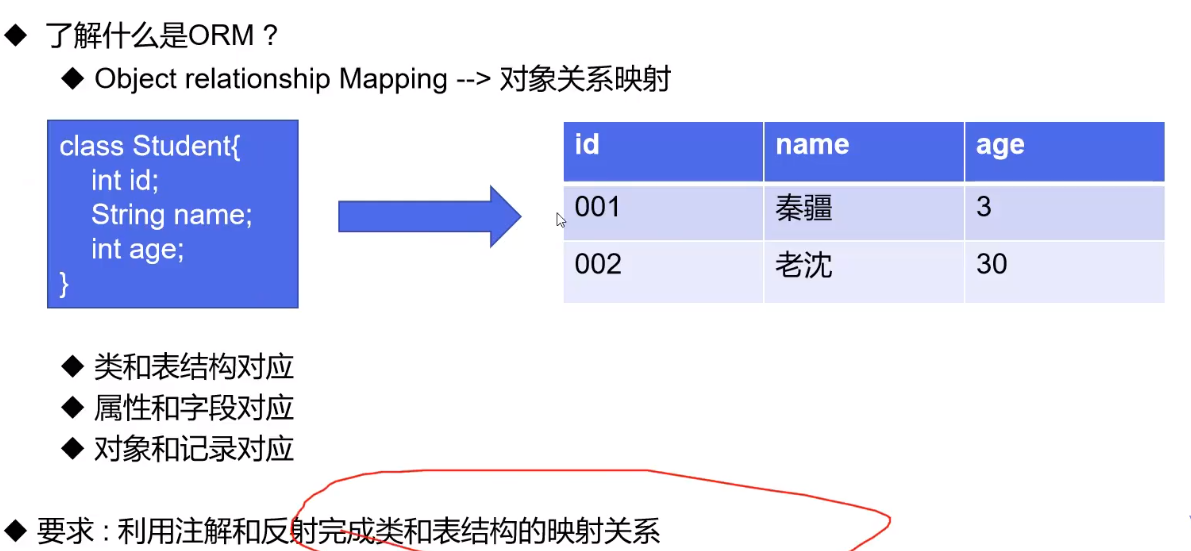 了解什么是ORM？
Object relationship Mapping --> 对象关系映射
class Student{
int id;
String name;
int age;
}
id name age
001 秦疆 3
002 老沈 30
类和表结构对应
属性和字段对应
对象和记录对应
要求 : 利用注解和反射完成类和表结构的映射关系